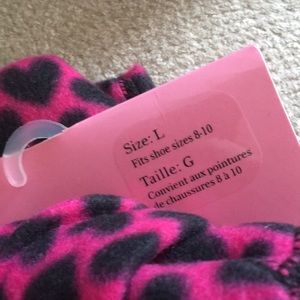 Size: L
Fits shoe sizes 8-10
Taille: G
Convient aux pointures
de chaussures 8 à 10